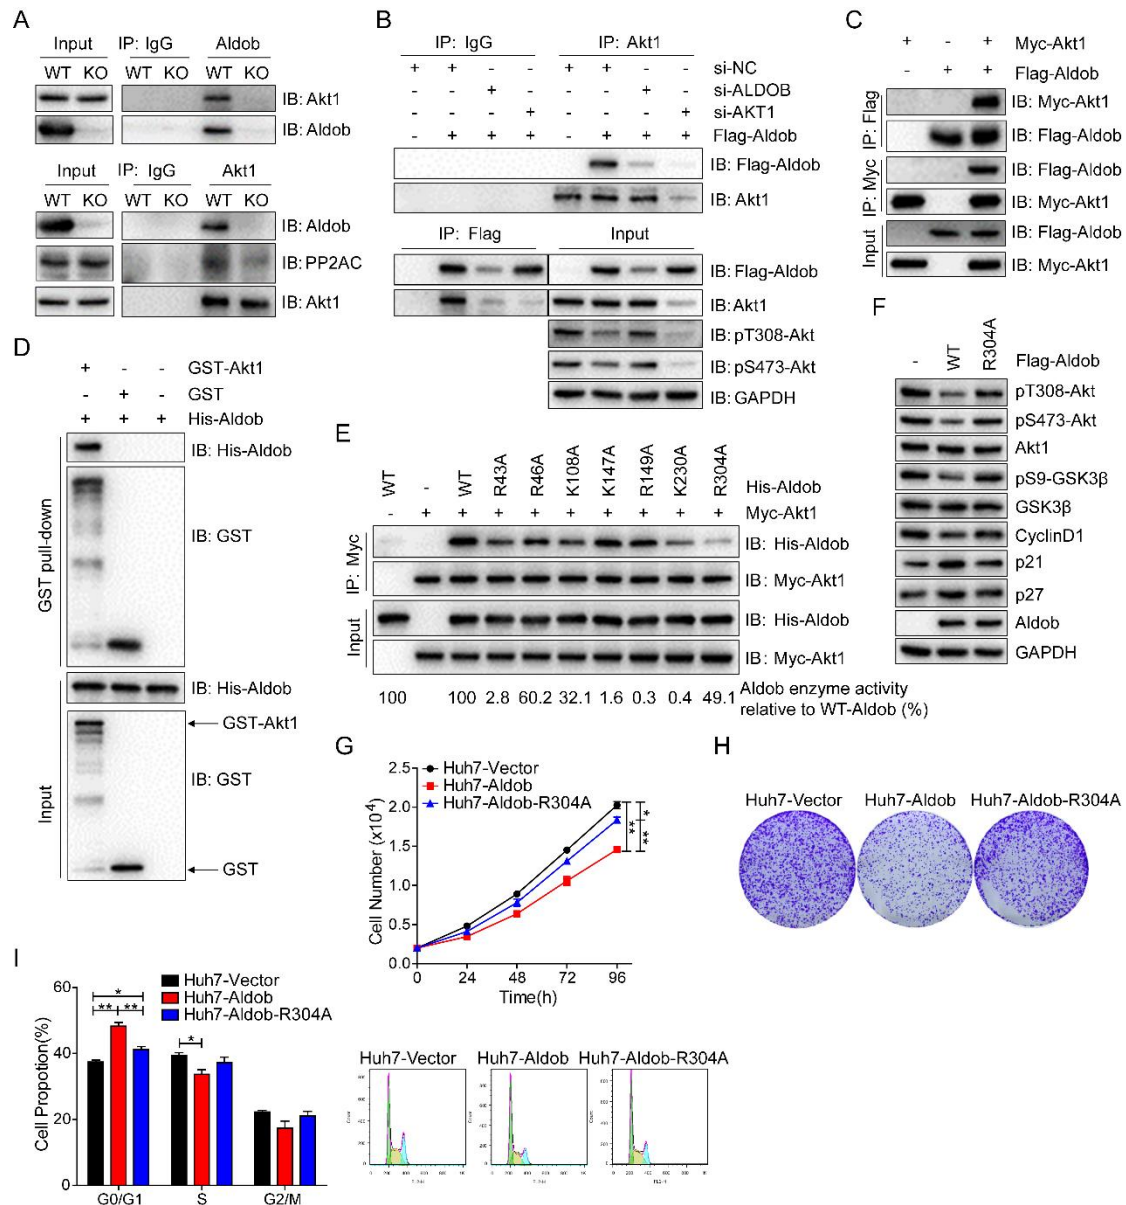 A
Input IP: IgG Aldob
WT KO WT KO WT KO
IB: Akt1
IB: Aldob
Input IP: IgG Akt1
WT KO WT KO WT KO
IB: Aldob
IB: PP2AC
IB: Akt1
B
IP: IgG IP: Akt1
+ + - - + + - - si-NC
- - + - - - + - si-ALDOB
- - - + - - - + si-AKT1
- + + + - + + + Flag-Aldob
IB: Flag-Aldob
IB: Akt1
IP: Flag Input
IB: Flag-Aldob
IB: Akt1
IB: pT308-Akt
IB: pS473-Akt
IB: GAPDH
C
+ - + Myc-Akt1
- + + Flag-Aldob
IP: Flag
IB: Myc-Akt1
IB: Flag-Aldob
IP: Myc
IB: Flag-Aldob
IB: Myc-Akt1
Input
IB: Flag-Aldob
IB: Myc-Akt1
D
+ - - GST-Akt1
- + - GST
+ + + His-Aldob
GST pull-down
IB: His-Aldob
IB: GST
Input
IB: His-Aldob
GST-Akt1
IB: GST
GST
E
WT - WT R43A R46A K108A K147A R149A K230A R304A His-Aldob
- + + + + + + + + + Myc-Akt1
IP: Myc
IB: His-Aldob
IB: Myc-Akt1
Input
IB: His-Aldob
IB: Myc-Akt1
100 100 2.8 60.2 32.1 1.6 0.3 0.4 49.1 Aldob enzyme activity
relative to WT-Aldob (%)
F
- WT R304A Flag-Aldob
pT308-Akt
pS473-Akt
Akt1
pS9-GSK3β
GSK3β
CyclinD1
p21
p27
Aldob
GAPDH
G
Huh7-Vector
Huh7-Aldob
Huh7-Aldob-R304A
Cell Number (x10⁴)
2.5
2.0
1.5
1.0
0.5
0.0
0 24 48 72 96
Time(h)
*
**
**
H
Huh7-Vector Huh7-Aldob Huh7-Aldob-R304A
I
Huh7-Vector
Huh7-Aldob
Huh7-Aldob-R304A
Cell Propotion(%)
60
40
20
0
*
** **
*
G0/G1 S G2/M
Huh7-Vector Huh7-Aldob Huh7-Aldob-R304A